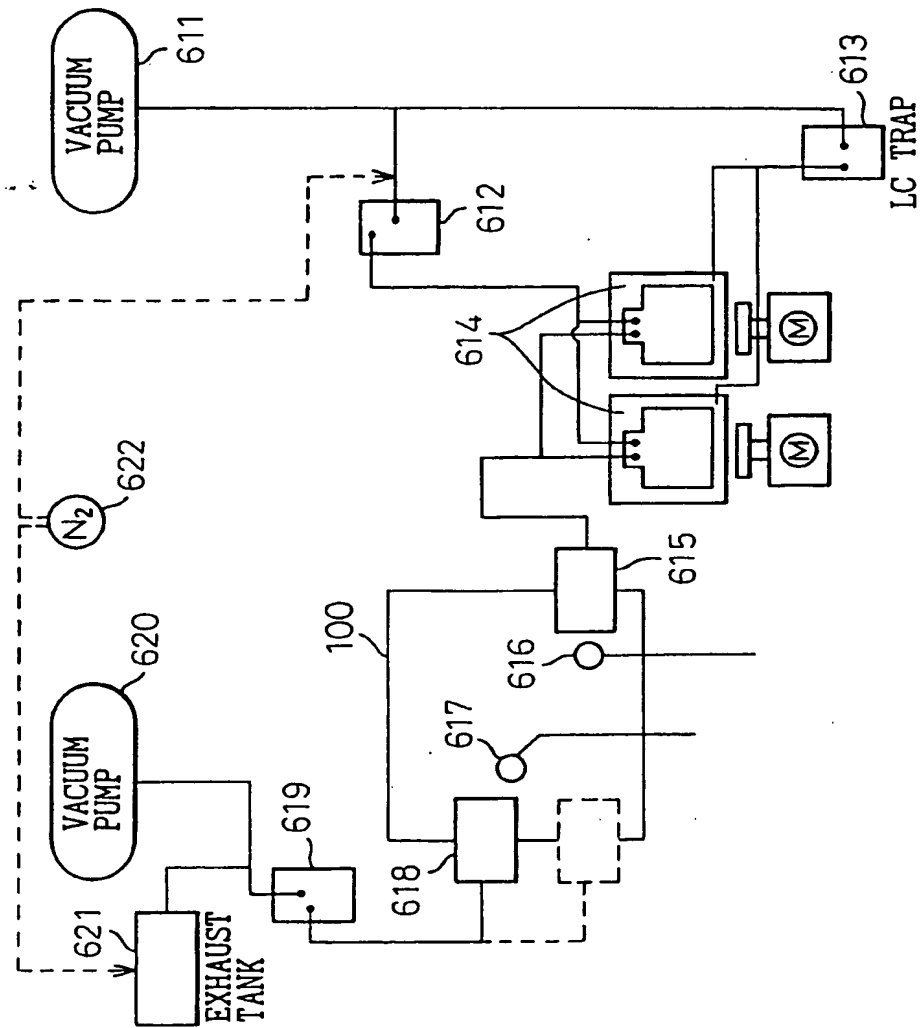 VACUUM
PUMP
620
621
EXHAUST
TANK
N₂
622
VACUUM
PUMP
611
619
100
618
617
616
614
612
615
M
M
613
LC TRAP